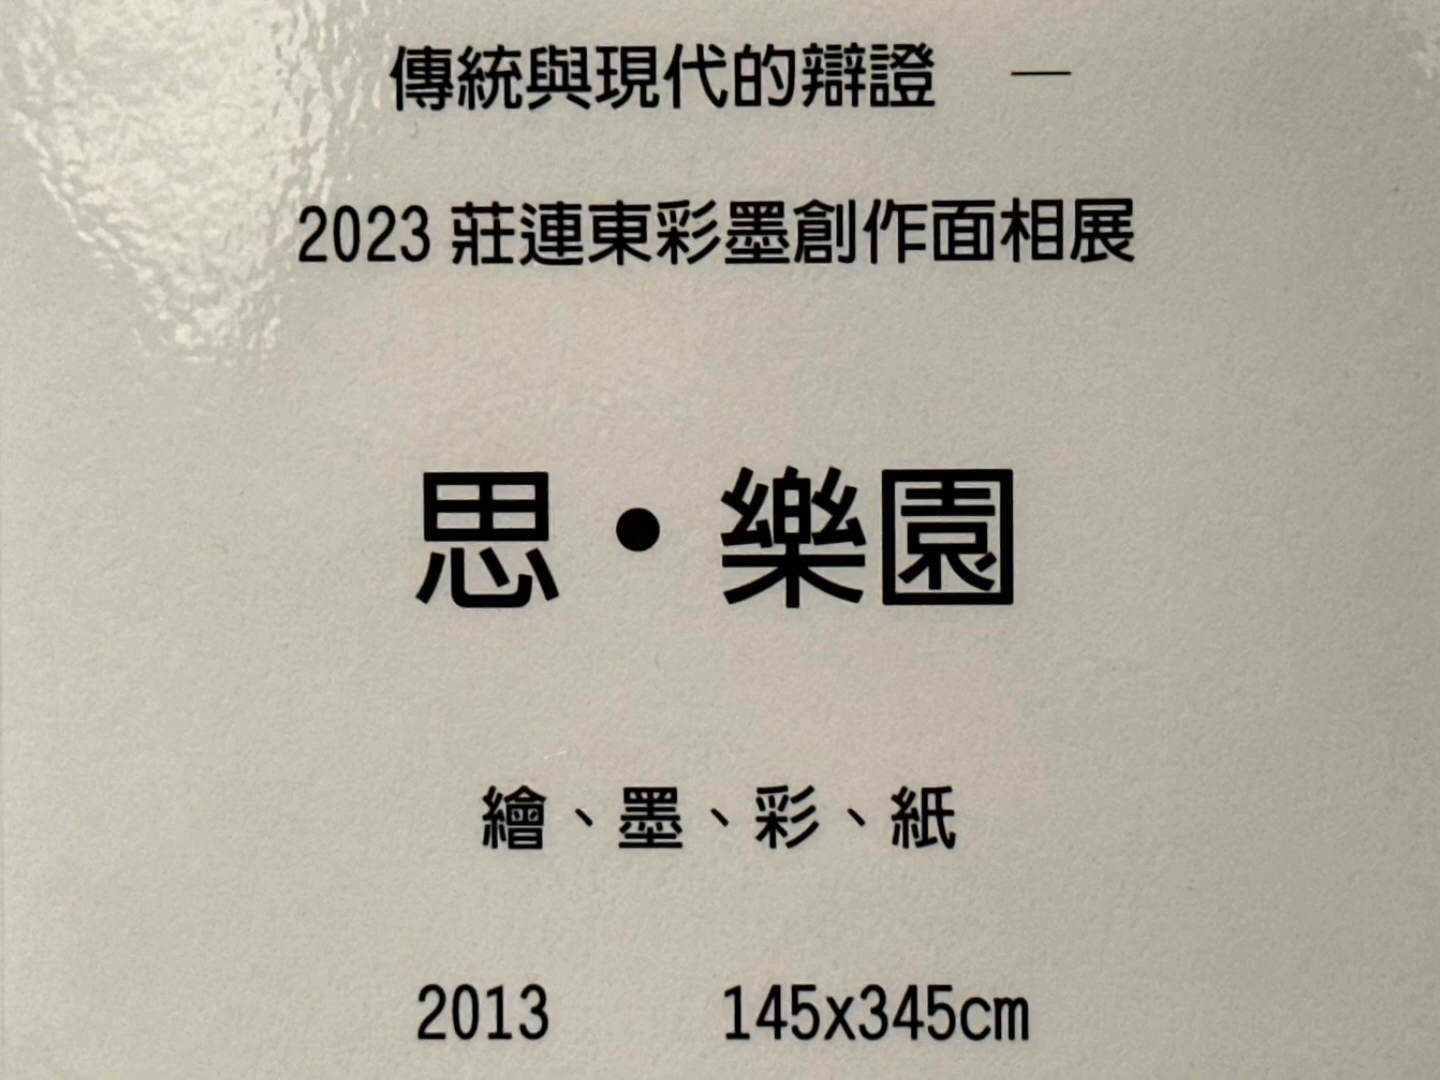 傳統與現代的辯證 —
2023 莊連東彩墨創作面相展
思・樂園
繪、墨、彩、紙
2013 145x345cm